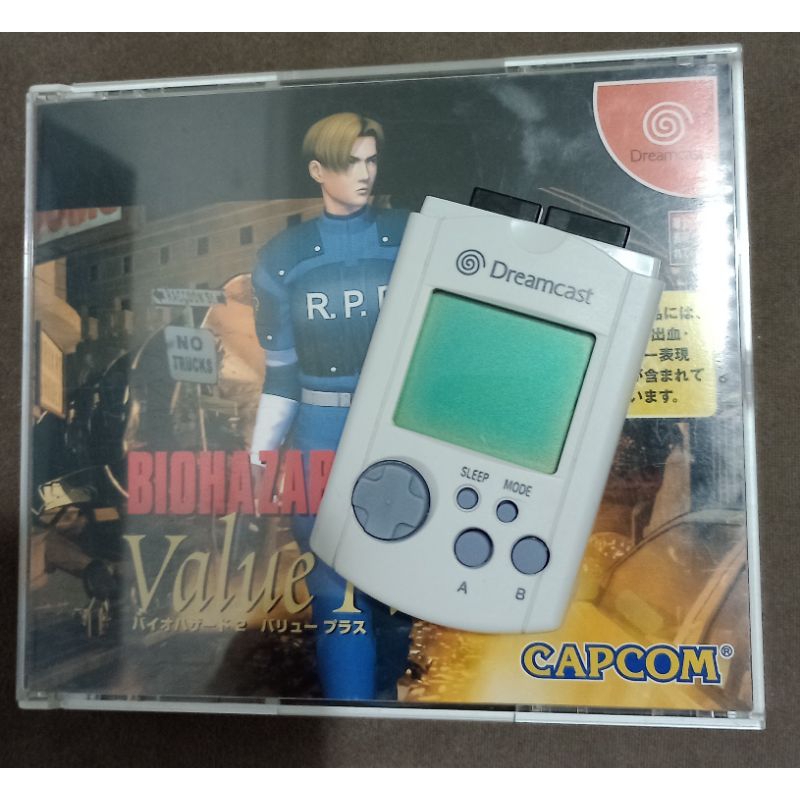 Dreamcast
R.P.
NO
TRUCKS
には、
出血・
ー表現
が含まれて
います。
Dreamcast
SLEEP
MODE
A
B
BIOHAZAR
Value
バイオハザード2 バリュー プラス
CAPCOM®